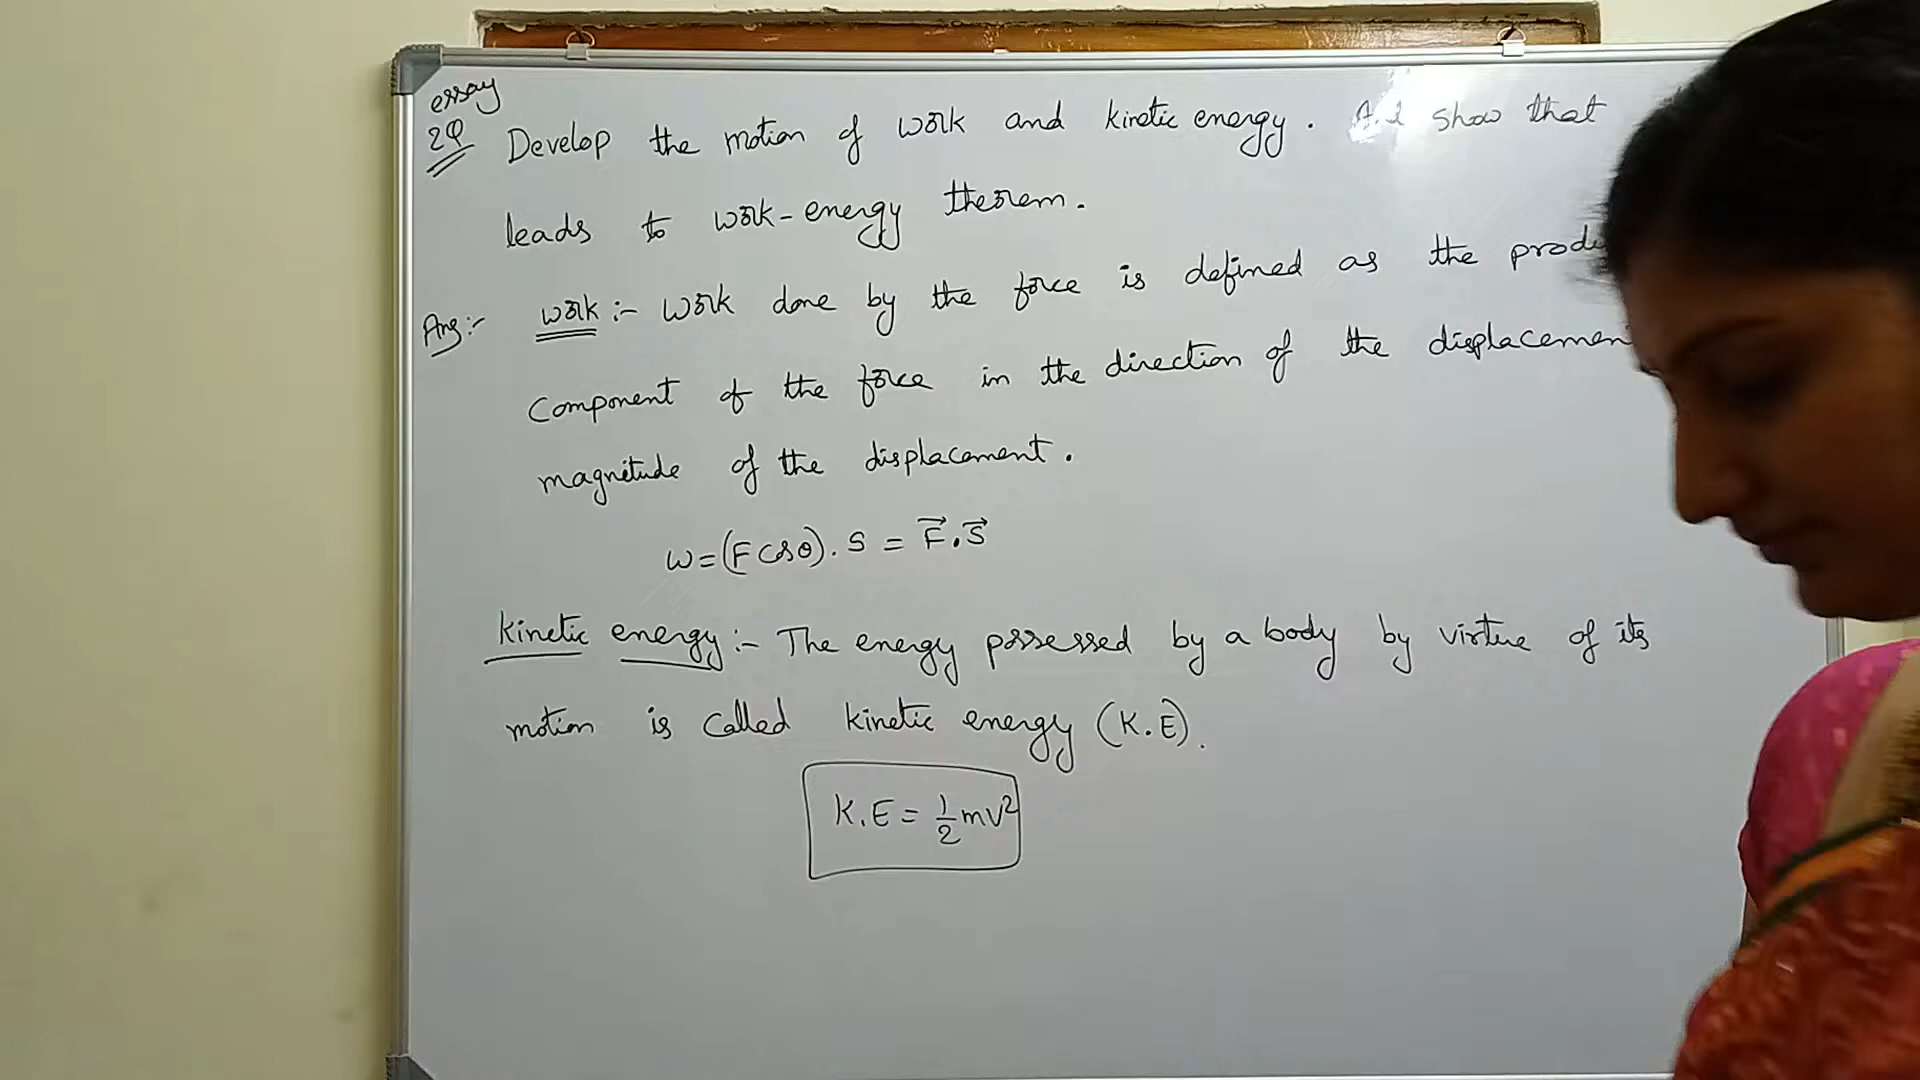 essay
2Q Develop the motion of work and kinetic energy. And show that
leads to work-energy theorem.
Ans:- work :- work done by the force is defined as the
component of the force in the direction of the displacement
magnitude of the displacement.
W=(F cosθ). S = F⃗.S⃗
Kinetic energy :- The energy possessed by a body by virtue of its
motion is called kinetic energy (K.E).
K.E = 1/2 mv²